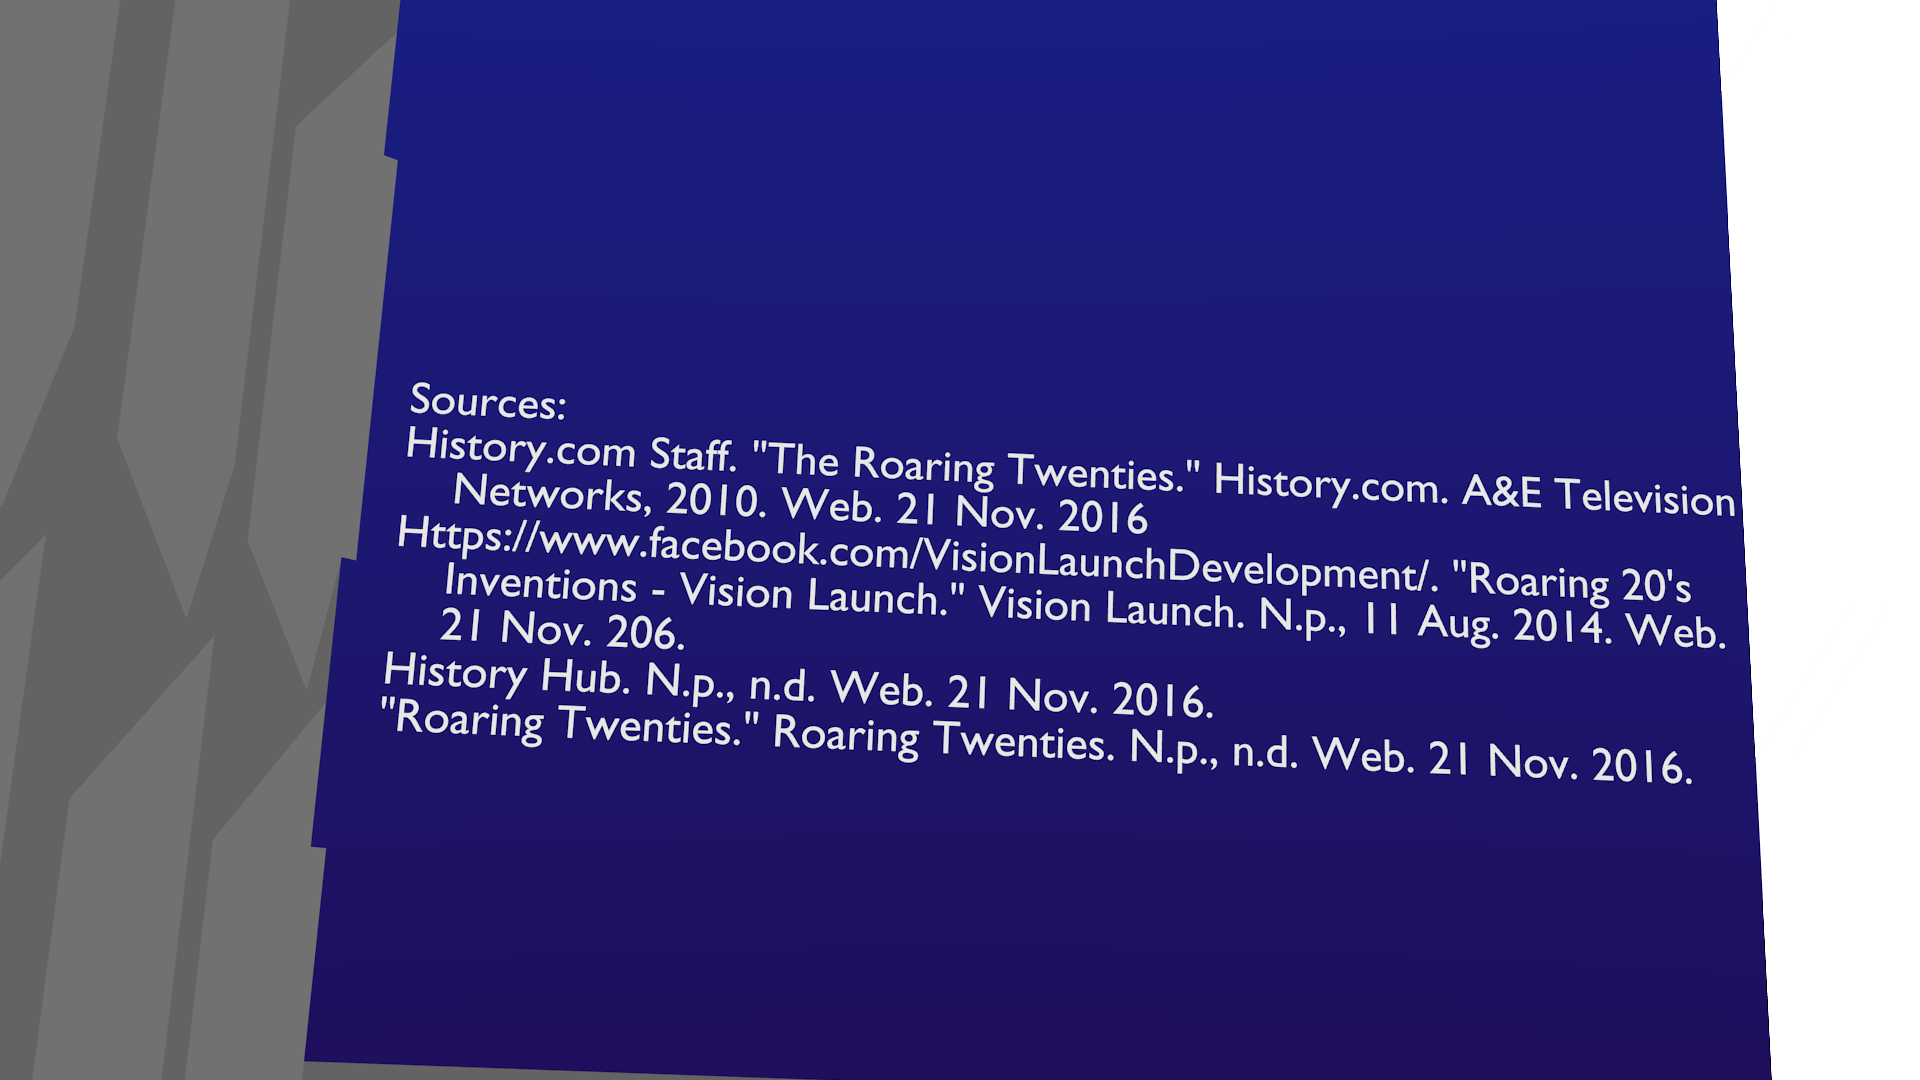 Sources:
History.com Staff. "The Roaring Twenties." History.com. A&E Television
Networks, 2010. Web. 21 Nov. 2016
Https://www.facebook.com/VisionLaunchDevelopment/. "Roaring 20's
Inventions - Vision Launch." Vision Launch. N.p., 11 Aug. 2014. Web.
21 Nov. 206.
History Hub. N.p., n.d. Web. 21 Nov. 2016.
"Roaring Twenties." Roaring Twenties. N.p., n.d. Web. 21 Nov. 2016.